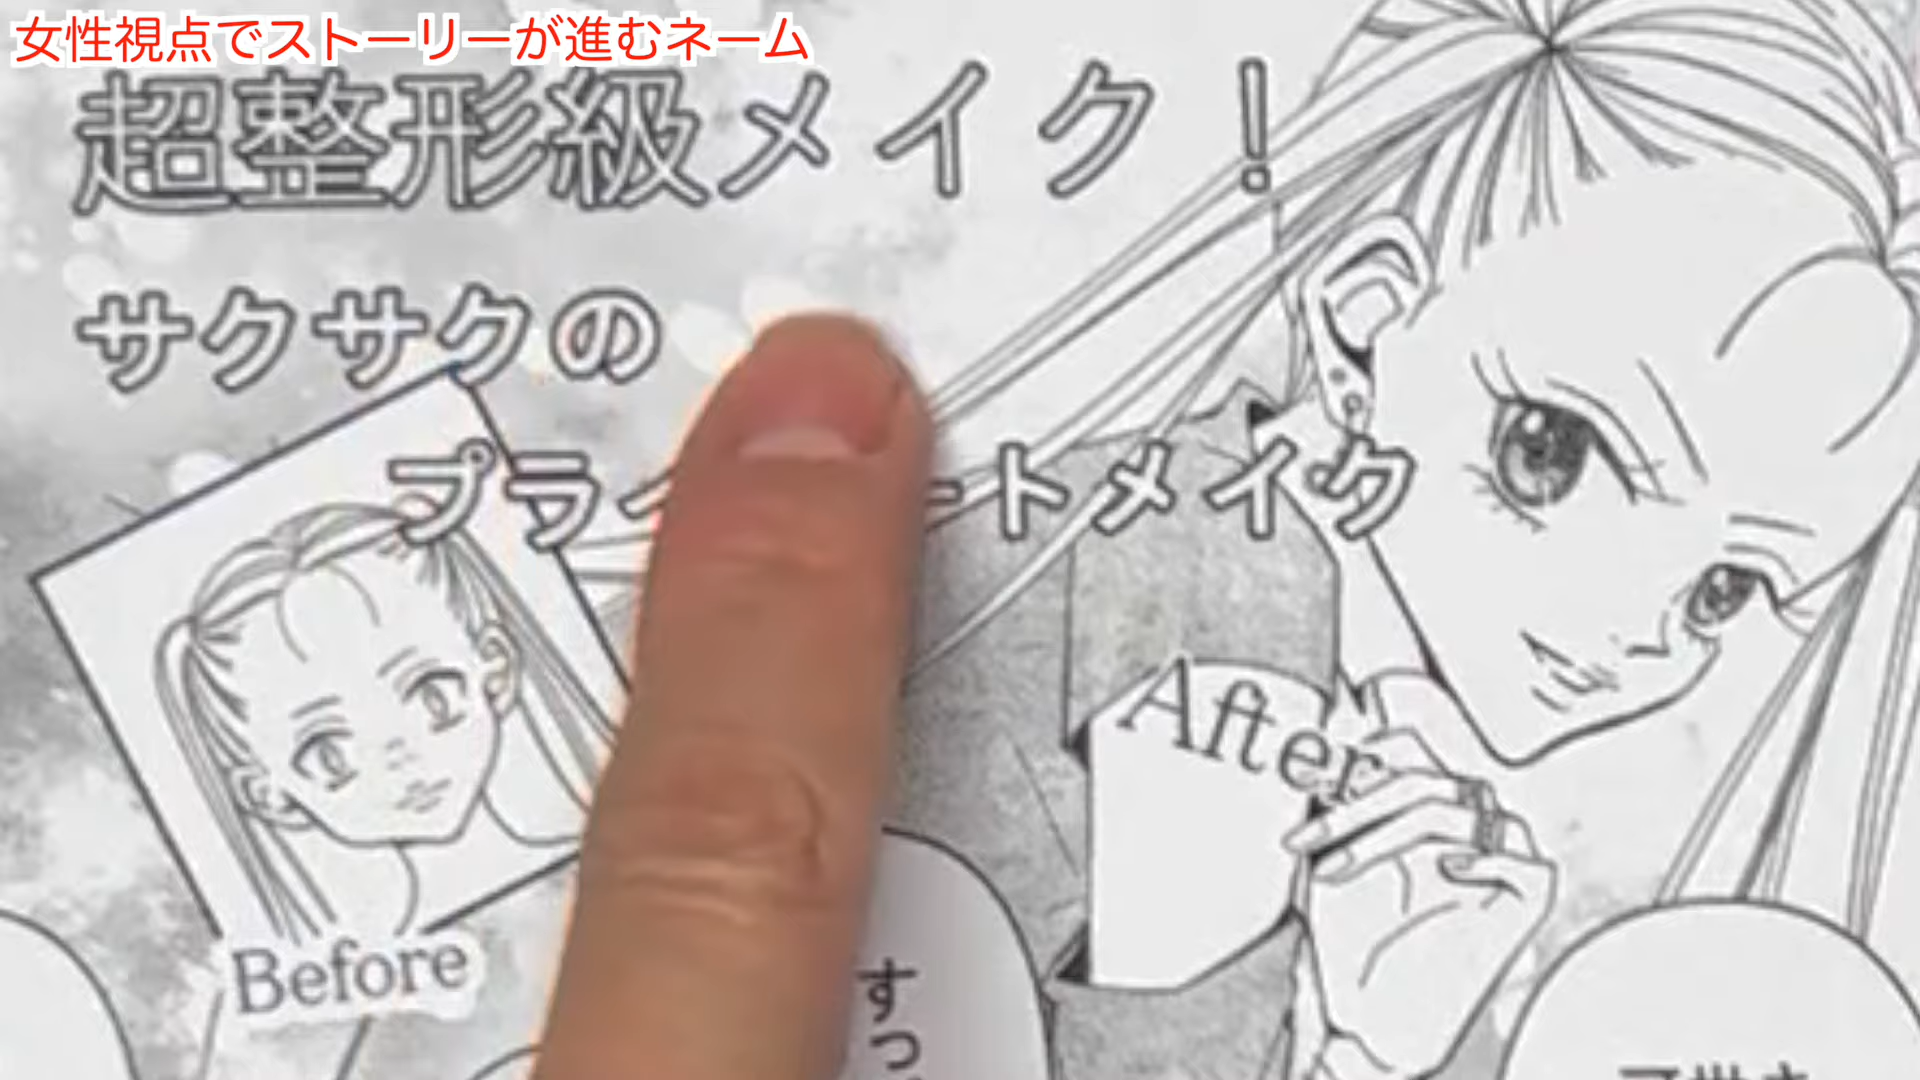 女性視点でストーリーが進むネーム
超整形級メイク！
サクサクの
プライ ートメイク
After
Before
すっ